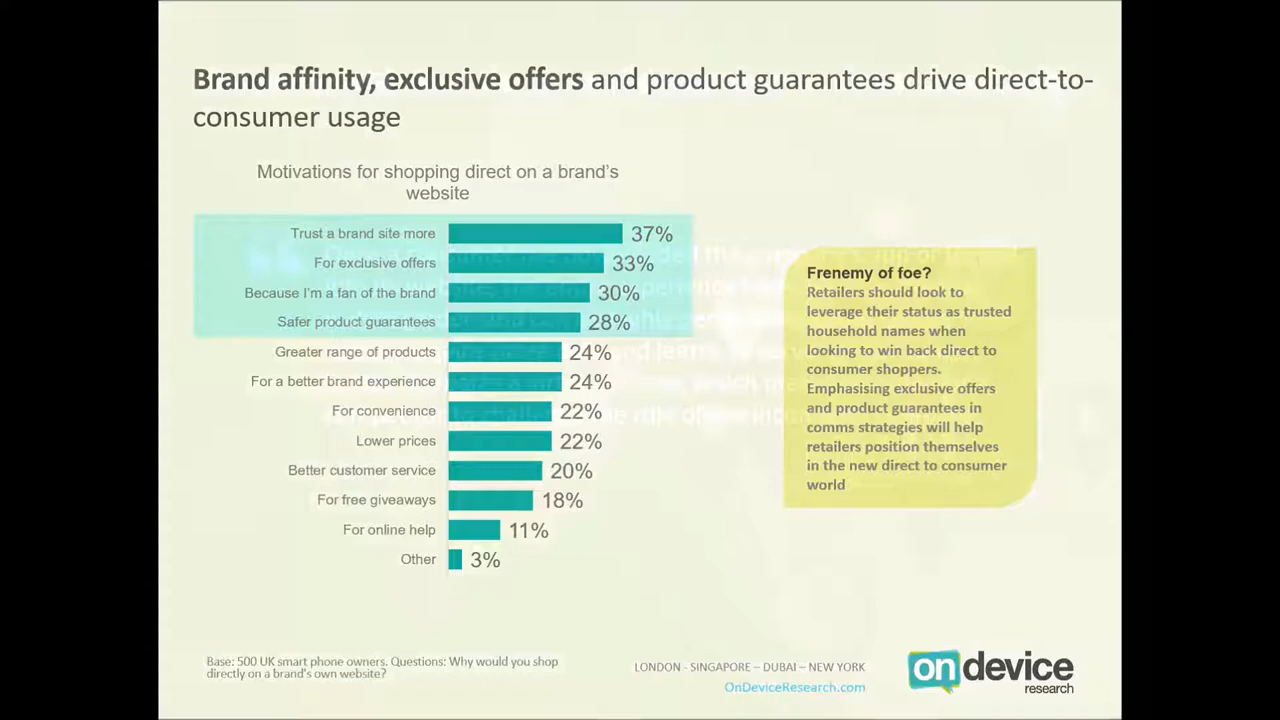 Brand affinity, exclusive offers and product guarantees drive direct-to-
consumer usage
Motivations for shopping direct on a brand's
website
Trust a brand site more 37%
For exclusive offers 33%
Because I'm a fan of the brand 30%
Safer product guarantees 28%
Greater range of products 24%
For a better brand experience 24%
For convenience 22%
Lower prices 22%
Better customer service 20%
For free giveaways 18%
For online help 11%
Other 3%
Frenemy of foe?
Retailers should look to
leverage their status as trusted
household names when
looking to win back direct to
consumer shoppers.
Emphasising exclusive offers
and product guarantees in
comms strategies will help
retailers position themselves
in the new direct to consumer
world
Base: 500 UK smart phone owners. Questions: Why would you shop
directly on a brand's own website?
LONDON - SINGAPORE – DUBAI – NEW YORK
OnDeviceResearch.com
on device
research